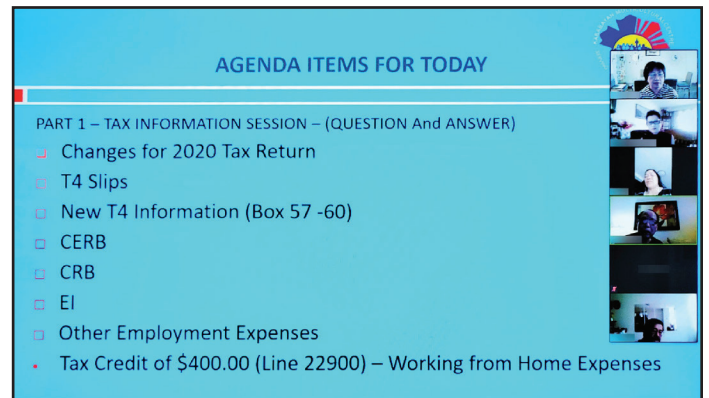 AGENDA ITEMS FOR TODAY
PART 1 – TAX INFORMATION SESSION – (QUESTION And ANSWER)
Changes for 2020 Tax Return
T4 Slips
New T4 Information (Box 57 -60)
CERB
CRB
EI
Other Employment Expenses
Tax Credit of $400.00 (Line 22900) – Working from Home Expenses